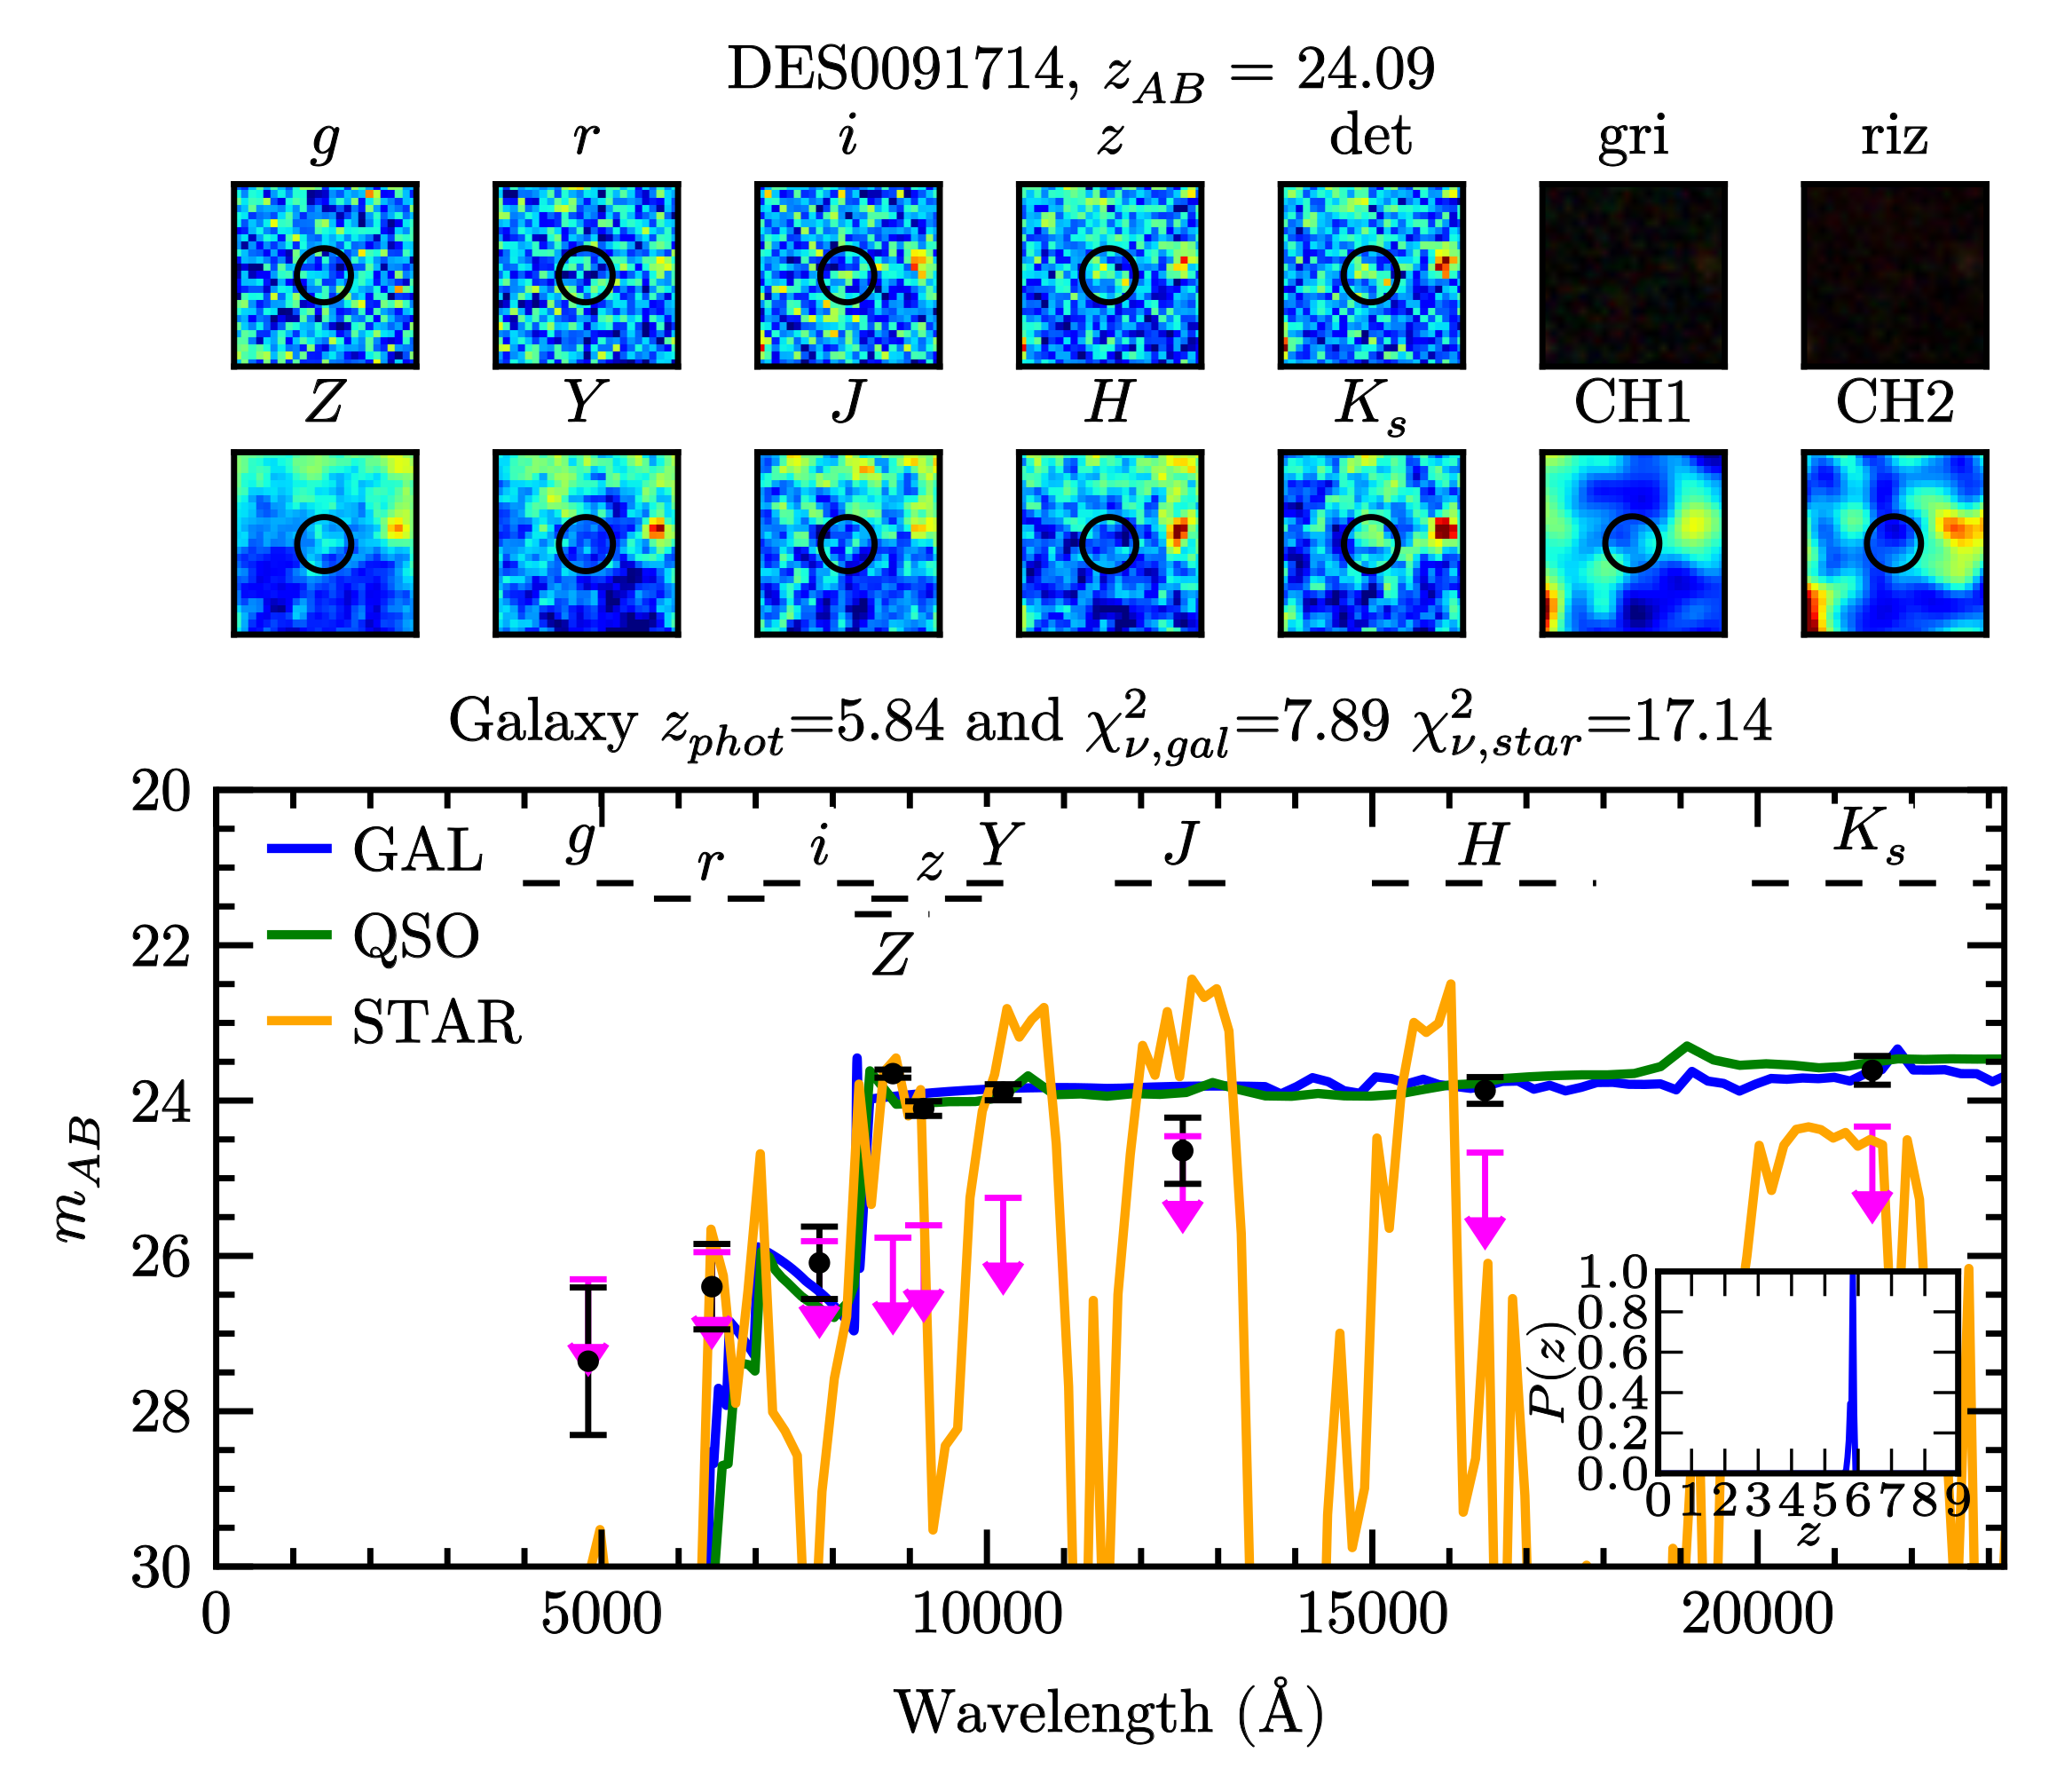 DES0091714, z_AB = 24.09
g r i z det gri riz
Z Y J H K_s CH1 CH2
Galaxy z_phot=5.84 and χ²_ν,gal=7.89 χ²_ν,star=17.14
20
22
24
26
28
30
m_AB
GAL
QSO
STAR
g r i z Y J H K_s
Z
1.0
0.8
0.6
0.4
0.2
0.0
P(z)
0 1 2 3 4 5 6 7 8 9
z
0 5000 10000 15000 20000
Wavelength (Å)